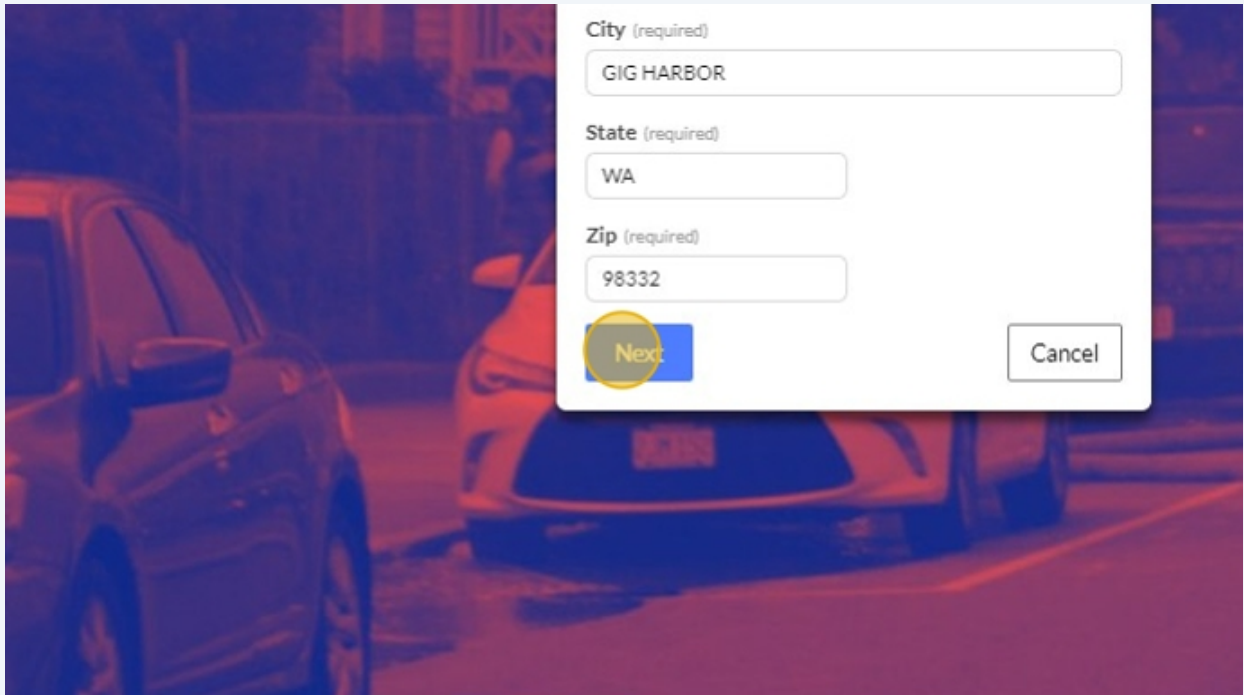 City (required)
GIG HARBOR
State (required)
WA
Zip (required)
98332
Next
Cancel